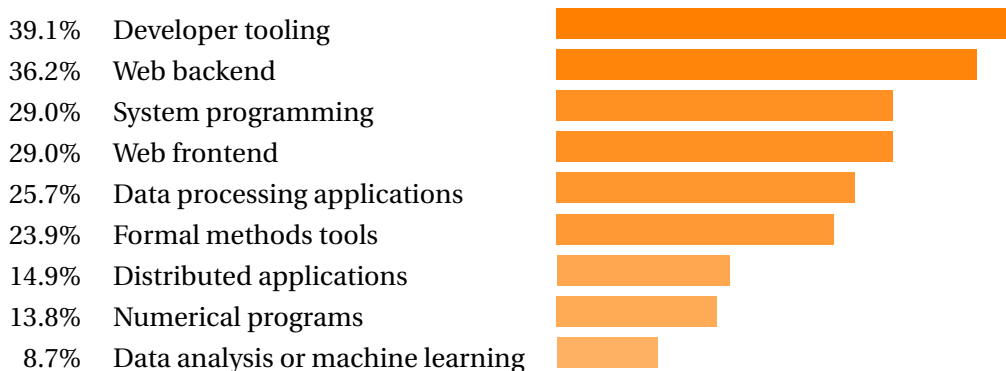 39.1% Developer tooling
36.2% Web backend
29.0% System programming
29.0% Web frontend
25.7% Data processing applications
23.9% Formal methods tools
14.9% Distributed applications
13.8% Numerical programs
8.7% Data analysis or machine learning